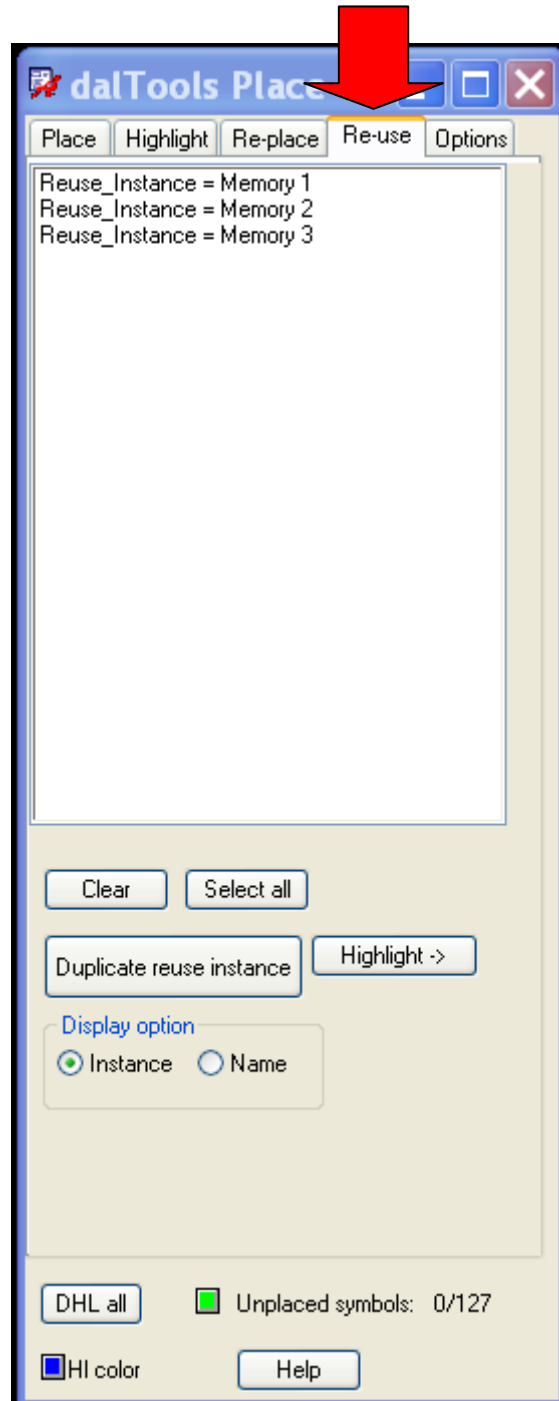 dalTools Place
Place Highlight Re-place Re-use Options
Reuse_Instance = Memory 1
Reuse_Instance = Memory 2
Reuse_Instance = Memory 3
Clear Select all
Duplicate reuse instance Highlight ->
Display option
Instance Name
DHL all Unplaced symbols: 0/127
HI color Help